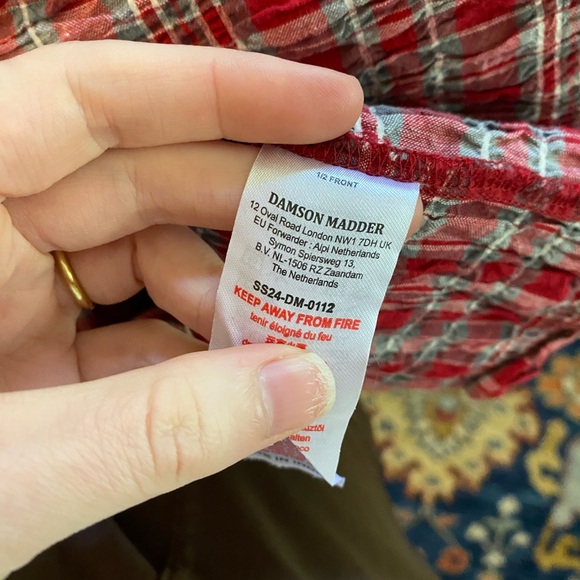 1/2 FRONT
DAMSON MADDER
12 Oval Road London NW1 7DH UK
EU Forwarder : Alpi Netherlands
Symon Spiersweg 13,
B.V. NL-1506 RZ Zaandam
The Netherlands
SS24-DM-0112
KEEP AWAY FROM FIRE
tenir éloigné du feu